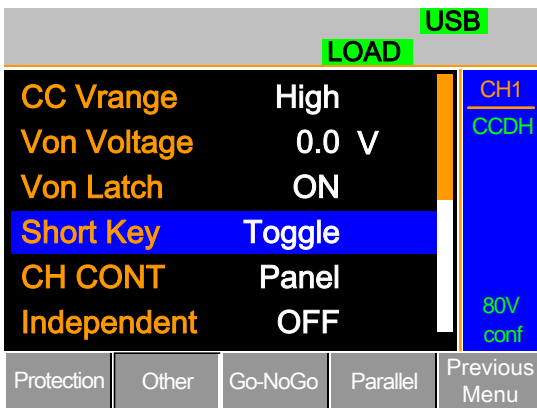 USB
LOAD
CC Vrange High
Von Voltage 0.0 V
Von Latch ON
Short Key Toggle
CH CONT Panel
Independent OFF
CH1
CCDH
80V
conf
Protection Other Go-NoGo Parallel Previous
Menu